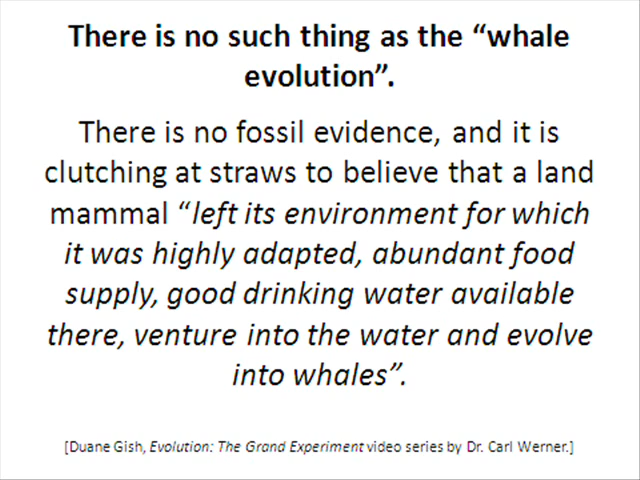 There is no such thing as the “whale
evolution”.
There is no fossil evidence, and it is
clutching at straws to believe that a land
mammal “left its environment for which
it was highly adapted, abundant food
supply, good drinking water available
there, venture into the water and evolve
into whales”.
[Duane Gish, Evolution: The Grand Experiment video series by Dr. Carl Werner.]